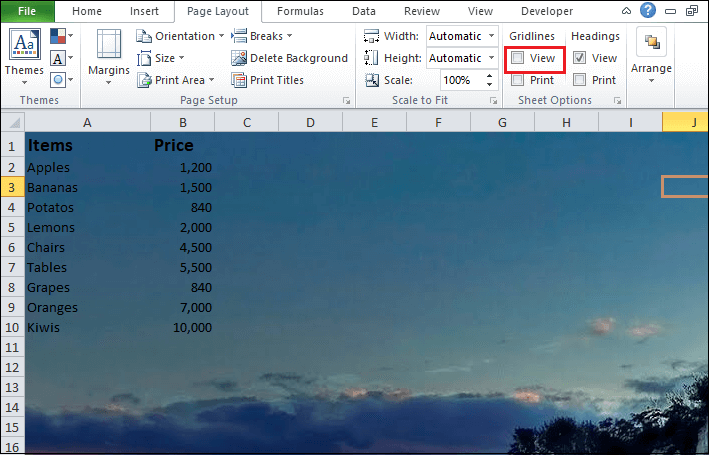 File Home Insert Page Layout Formulas Data Review View Developer
Themes Aa A
Margins Orientation Breaks Width: Automatic Gridlines Headings
Size Delete Background Height: Automatic View View Arrange
Print Area Print Titles Scale: 100% Print Print
Themes Page Setup Scale to Fit Sheet Options
A B C D E F G H I J
1 Items Price
2 Apples 1,200
3 Bananas 1,500
4 Potatos 840
5 Lemons 2,000
6 Chairs 4,500
7 Tables 5,500
8 Grapes 840
9 Oranges 7,000
10 Kiwis 10,000
11
12
13
14
15
16